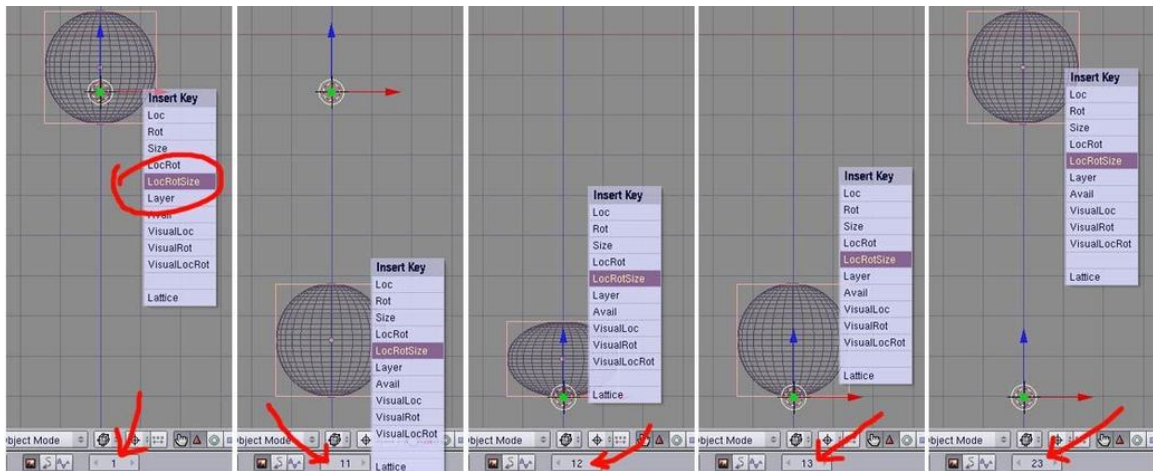 Insert Key
Loc
Rot
Size
LocRot
LocRotSize
Layer
Avail
VisualLoc
VisualRot
VisualLocRot
Lattice
bject Mode
1
Insert Key
Loc
Rot
Size
LocRot
LocRotSize
Layer
Avail
VisualLoc
VisualRot
VisualLocRot
Lattice
bject Mode
11
Insert Key
Loc
Rot
Size
LocRot
LocRotSize
Layer
Avail
VisualLoc
VisualRot
VisualLocRot
Lattice
bject Mode
12
Insert Key
Loc
Rot
Size
LocRot
LocRotSize
Layer
Avail
VisualLoc
VisualRot
VisualLocRot
Lattice
bject Mode
13
Insert Key
Loc
Rot
Size
LocRot
LocRotSize
Layer
Avail
VisualLoc
VisualRot
VisualLocRot
Lattice
bject Mode
23